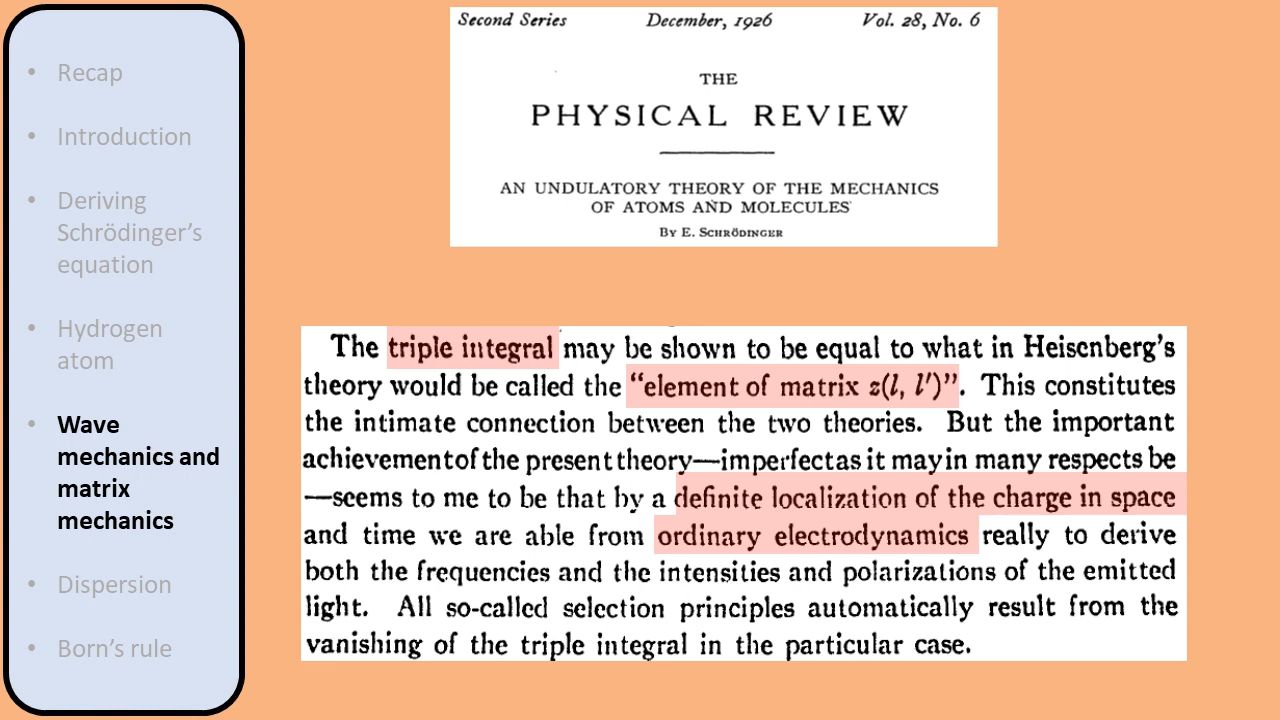 • Recap
• Introduction
• Deriving
Schrödinger’s
equation
• Hydrogen
atom
• Wave
mechanics and
matrix
mechanics
• Dispersion
• Born’s rule
Second Series December, 1926 Vol. 28, No. 6
THE
PHYSICAL REVIEW
AN UNDULATORY THEORY OF THE MECHANICS
OF ATOMS AND MOLECULES
By E. Schrödinger
The triple integral may be shown to be equal to what in Heisenberg's
theory would be called the “element of matrix z(l, l′)”. This constitutes
the intimate connection between the two theories. But the important
achievement of the present theory—imperfect as it may in many respects be
—seems to me to be that by a definite localization of the charge in space
and time we are able from ordinary electrodynamics really to derive
both the frequencies and the intensities and polarizations of the emitted
light. All so-called selection principles automatically result from the
vanishing of the triple integral in the particular case.